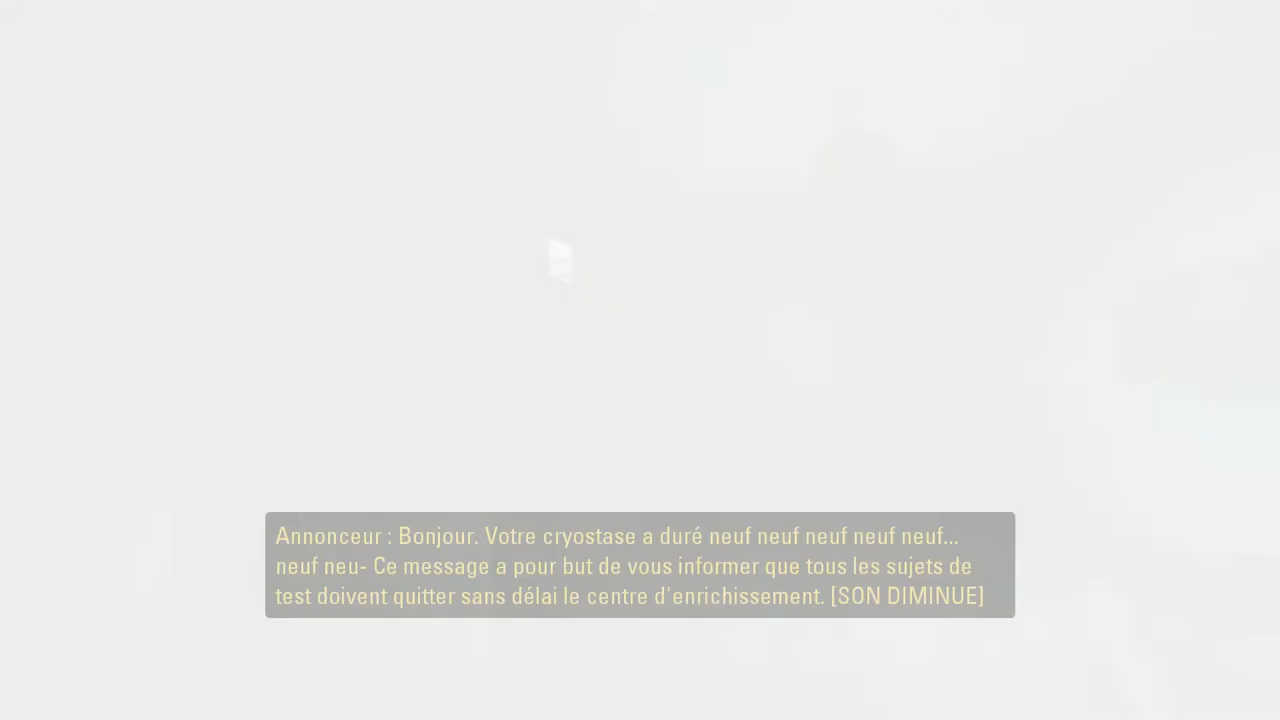 Annonceur : Bonjour. Votre cryostase a duré neuf neuf neuf neuf neuf...
neuf neu- Ce message a pour but de vous informer que tous les sujets de
test doivent quitter sans délai le centre d'enrichissement. [SON DIMINUE]